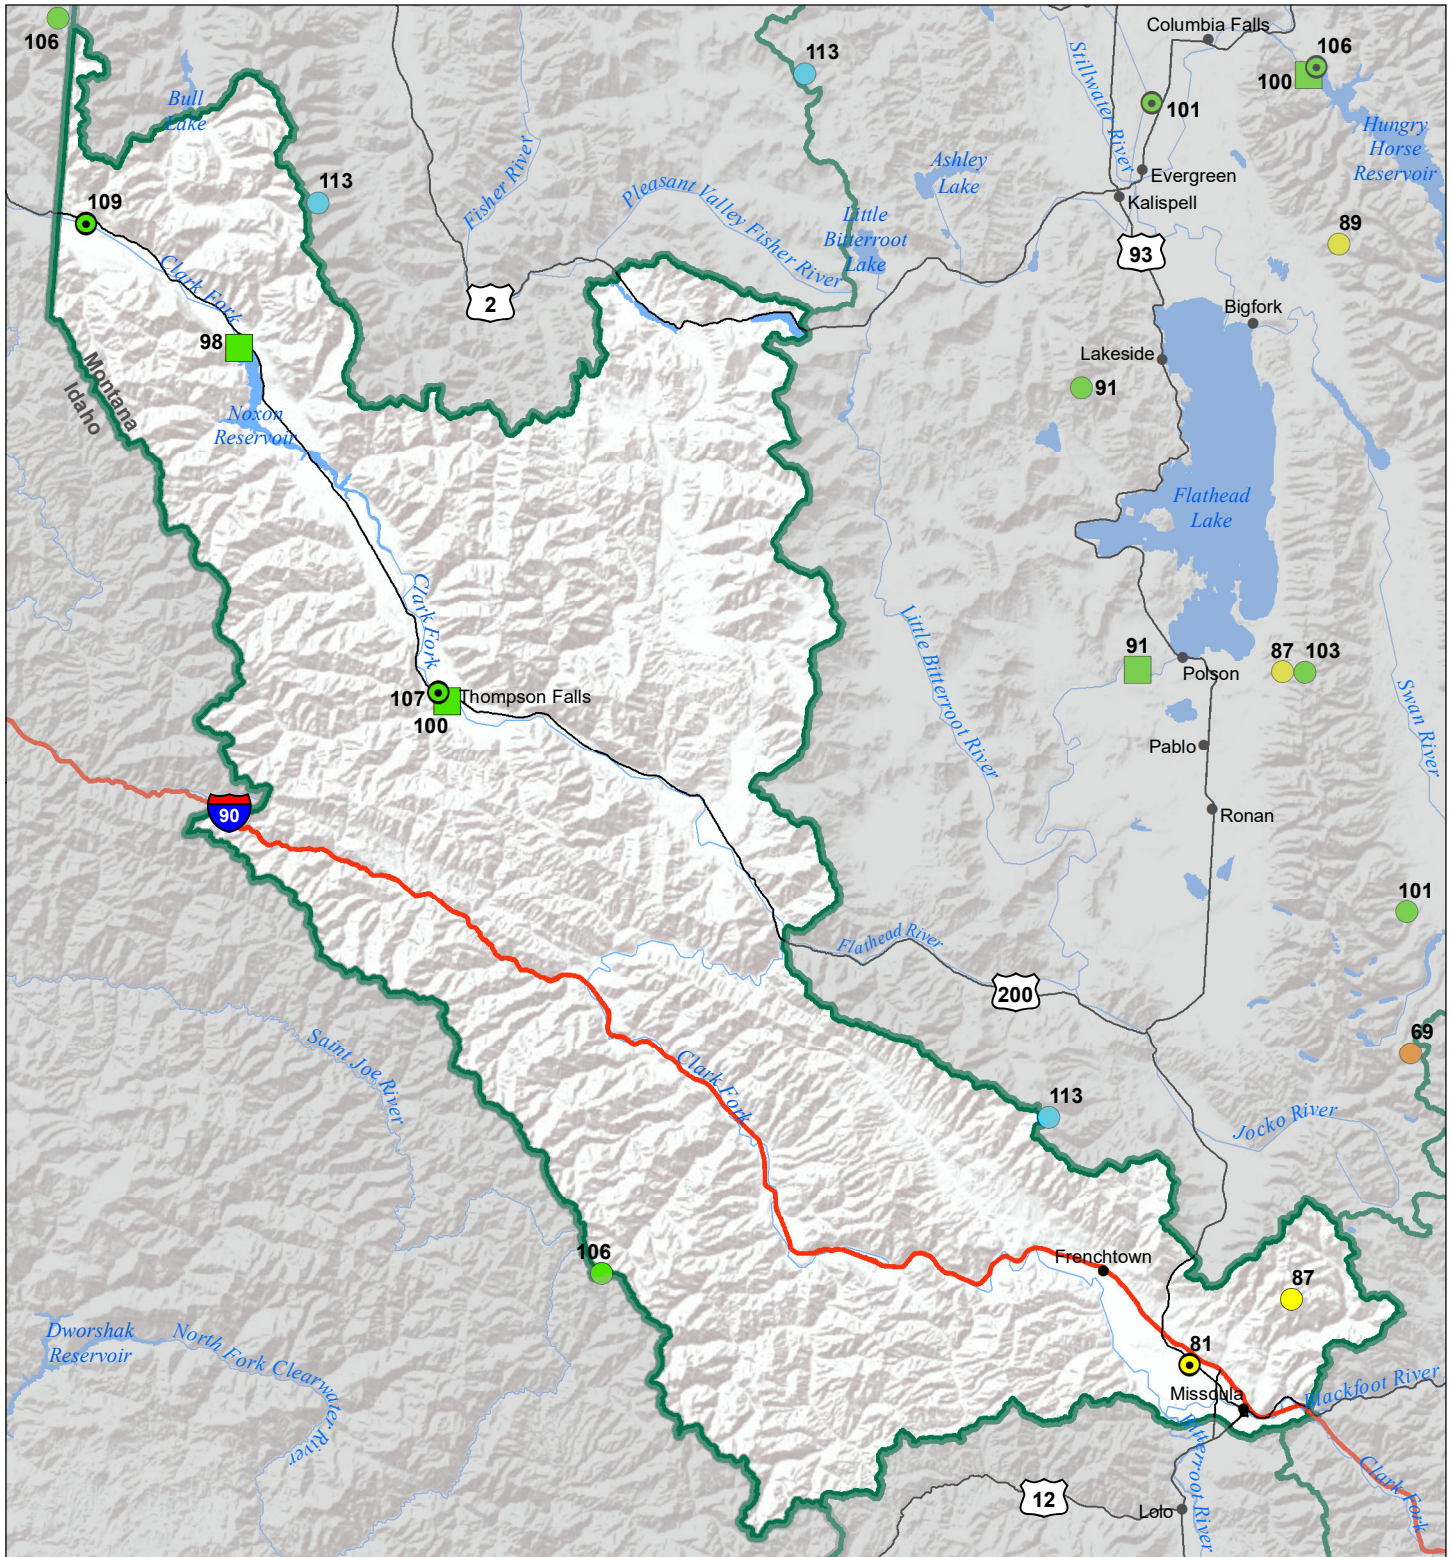 106
Columbia Falls
106
113
100
Stillwater River
Bull
Lake
101
Hungry
Horse
Reservoir
Fisher River
Ashley
Lake
Evergreen
113
Pleasant Valley Fisher River
Kalispell
109
Little
Bitterroot
Lake
89
93
Clark Fork
2
Bigfork
98
Lakeside
Montana
Idaho
91
Noxon
Reservoir
Flathead
Lake
Clark Fork
Little Bitterroot River
91
87
103
Polson
107
Thompson Falls
100
Swan River
Pablo
90
Ronan
101
Flathead River
200
69
Saint Joe River
Clark Fork
113
Jocko River
106
Frenchtown
87
Dworshak
Reservoir
North Fork Clearwater River
81
Missoula
Blackfoot River
Bitterroot River
Clark Fork
12
Lolo